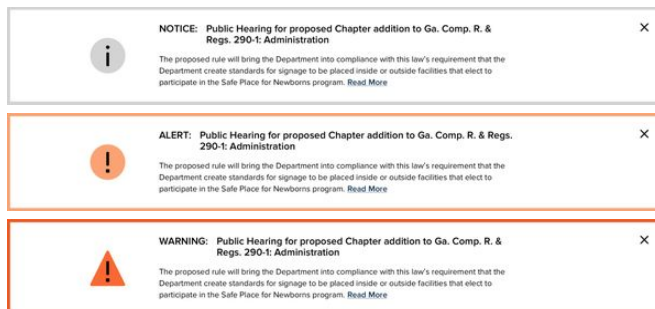 NOTICE: Public Hearing for proposed Chapter addition to Ga. Comp. R. &
Regs. 290-1: Administration
The proposed rule will bring the Department into compliance with this law's requirement that the
Department create standards for signage to be placed inside or outside facilities that elect to
participate in the Safe Place for Newborns program. Read More
ALERT: Public Hearing for proposed Chapter addition to Ga. Comp. R. & Regs.
290-1: Administration
The proposed rule will bring the Department into compliance with this law's requirement that the
Department create standards for signage to be placed inside or outside facilities that elect to
participate in the Safe Place for Newborns program. Read More
WARNING: Public Hearing for proposed Chapter addition to Ga. Comp. R. &
Regs. 290-1: Administration
The proposed rule will bring the Department into compliance with this law's requirement that the
Department create standards for signage to be placed inside or outside facilities that elect to
participate in the Safe Place for Newborns program. Read More